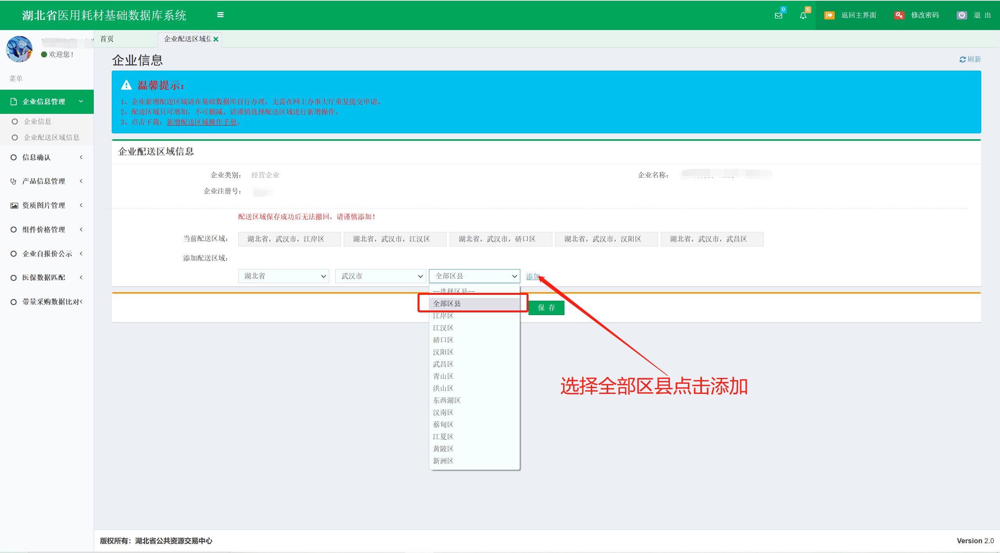 湖北省医用耗材基础数据库系统
0
6
返回主界面
修改密码
退 出
欢迎您！
菜单
企业信息管理
企业信息
企业配送区域信息
信息确认
产品信息管理
资质图片管理
组件价格管理
企业自报价公示
医保数据匹配
带量采购数据比对
首页
企业配送区域信
企业信息
刷新
温馨提示：
1、企业新增配送区域请在基础数据库自行办理，无需在网上办事大厅重复提交申请。
2、配送区域只可增加，不可删减。请谨慎选择配送区域进行新增操作。
3、点击下载：新增配送区域操作手册。
企业配送区域信息
企业类别： 经营企业
企业名称：
企业注册号：
配送区域保存成功后无法撤回，请谨慎添加！
当前配送区域： 湖北省，武汉市，江岸区 湖北省，武汉市，江汉区 湖北省，武汉市，硚口区 湖北省，武汉市，汉阳区 湖北省，武汉市，武昌区
添加配送区域：
湖北省 武汉市 全部区县 添加
--选择区县--
全部区县
保 存
江岸区
江汉区
硚口区
汉阳区
武昌区
青山区
洪山区
东西湖区
汉南区
蔡甸区
江夏区
黄陂区
新洲区
选择全部区县点击添加
版权所有：湖北省公共资源交易中心
Version 2.0